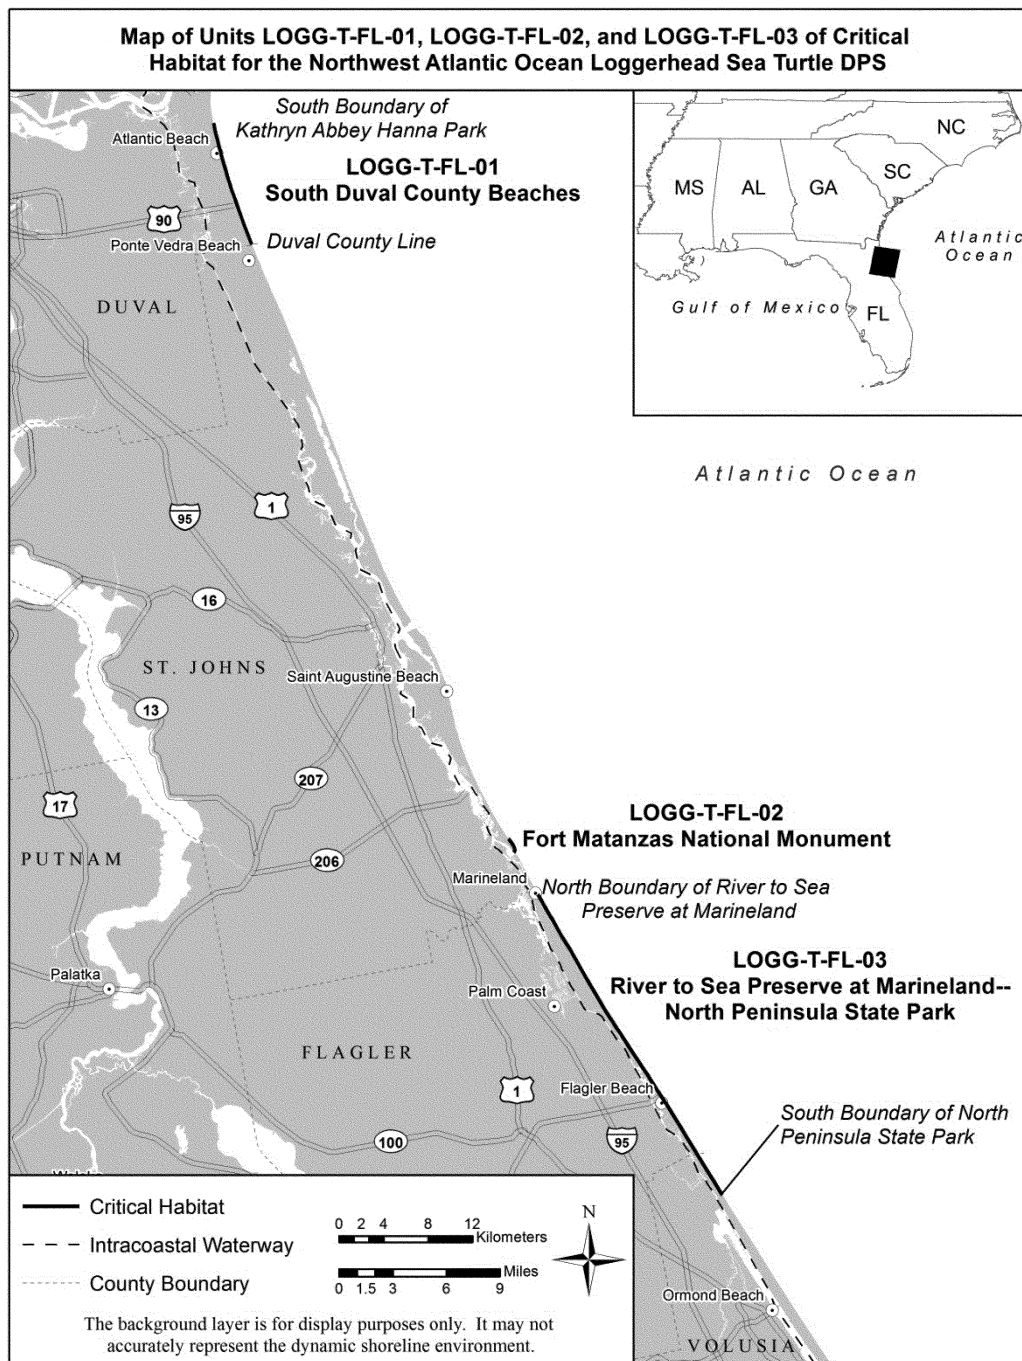 Map of Units LOGG-T-FL-01, LOGG-T-FL-02, and LOGG-T-FL-03 of Critical
Habitat for the Northwest Atlantic Ocean Loggerhead Sea Turtle DPS
South Boundary of
Kathryn Abbey Hanna Park
Atlantic Beach
LOGG-T-FL-01
South Duval County Beaches
90
Ponte Vedra Beach
Duval County Line
DUVAL
NC
SC
MS
AL
GA
Atlantic
Ocean
Gulf of Mexico
FL
Atlantic Ocean
1
95
16
ST. JOHNS
Saint Augustine Beach
13
207
17
PUTNAM
206
LOGG-T-FL-02
Fort Matanzas National Monument
Marineland
North Boundary of River to Sea
Preserve at Marineland
LOGG-T-FL-03
River to Sea Preserve at Marineland--
North Peninsula State Park
Palatka
Palm Coast
FLAGLER
1
Flagler Beach
South Boundary of North
Peninsula State Park
100
95
Critical Habitat
Intracoastal Waterway
County Boundary
0 2 4 8 12
Kilometers
Miles
0 1.5 3 6 9
N
The background layer is for display purposes only. It may not
accurately represent the dynamic shoreline environment.
Ormond Beach
VOLUSIA